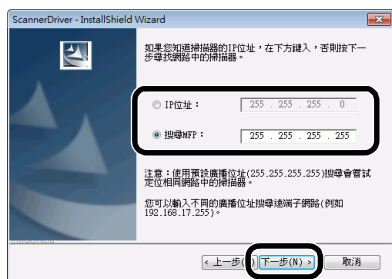 ScannerDriver - InstallShield Wizard
如果您知道掃描器的IP位址，在下方鍵入，否則按下一
步尋找網路中的掃描器。
IP位址： 255 . 255 . 255 . 0
搜尋MFP： 255 . 255 . 255 . 255
注意：使用預設廣播位址(255.255.255.255)搜尋會嘗試
定位相同網路中的掃描器。
您可以輸入不同的廣播位址搜尋遠端子網路(例如
192.168.17.255)。
InstallShield
< 上一步( ) 下一步(N) > 取消